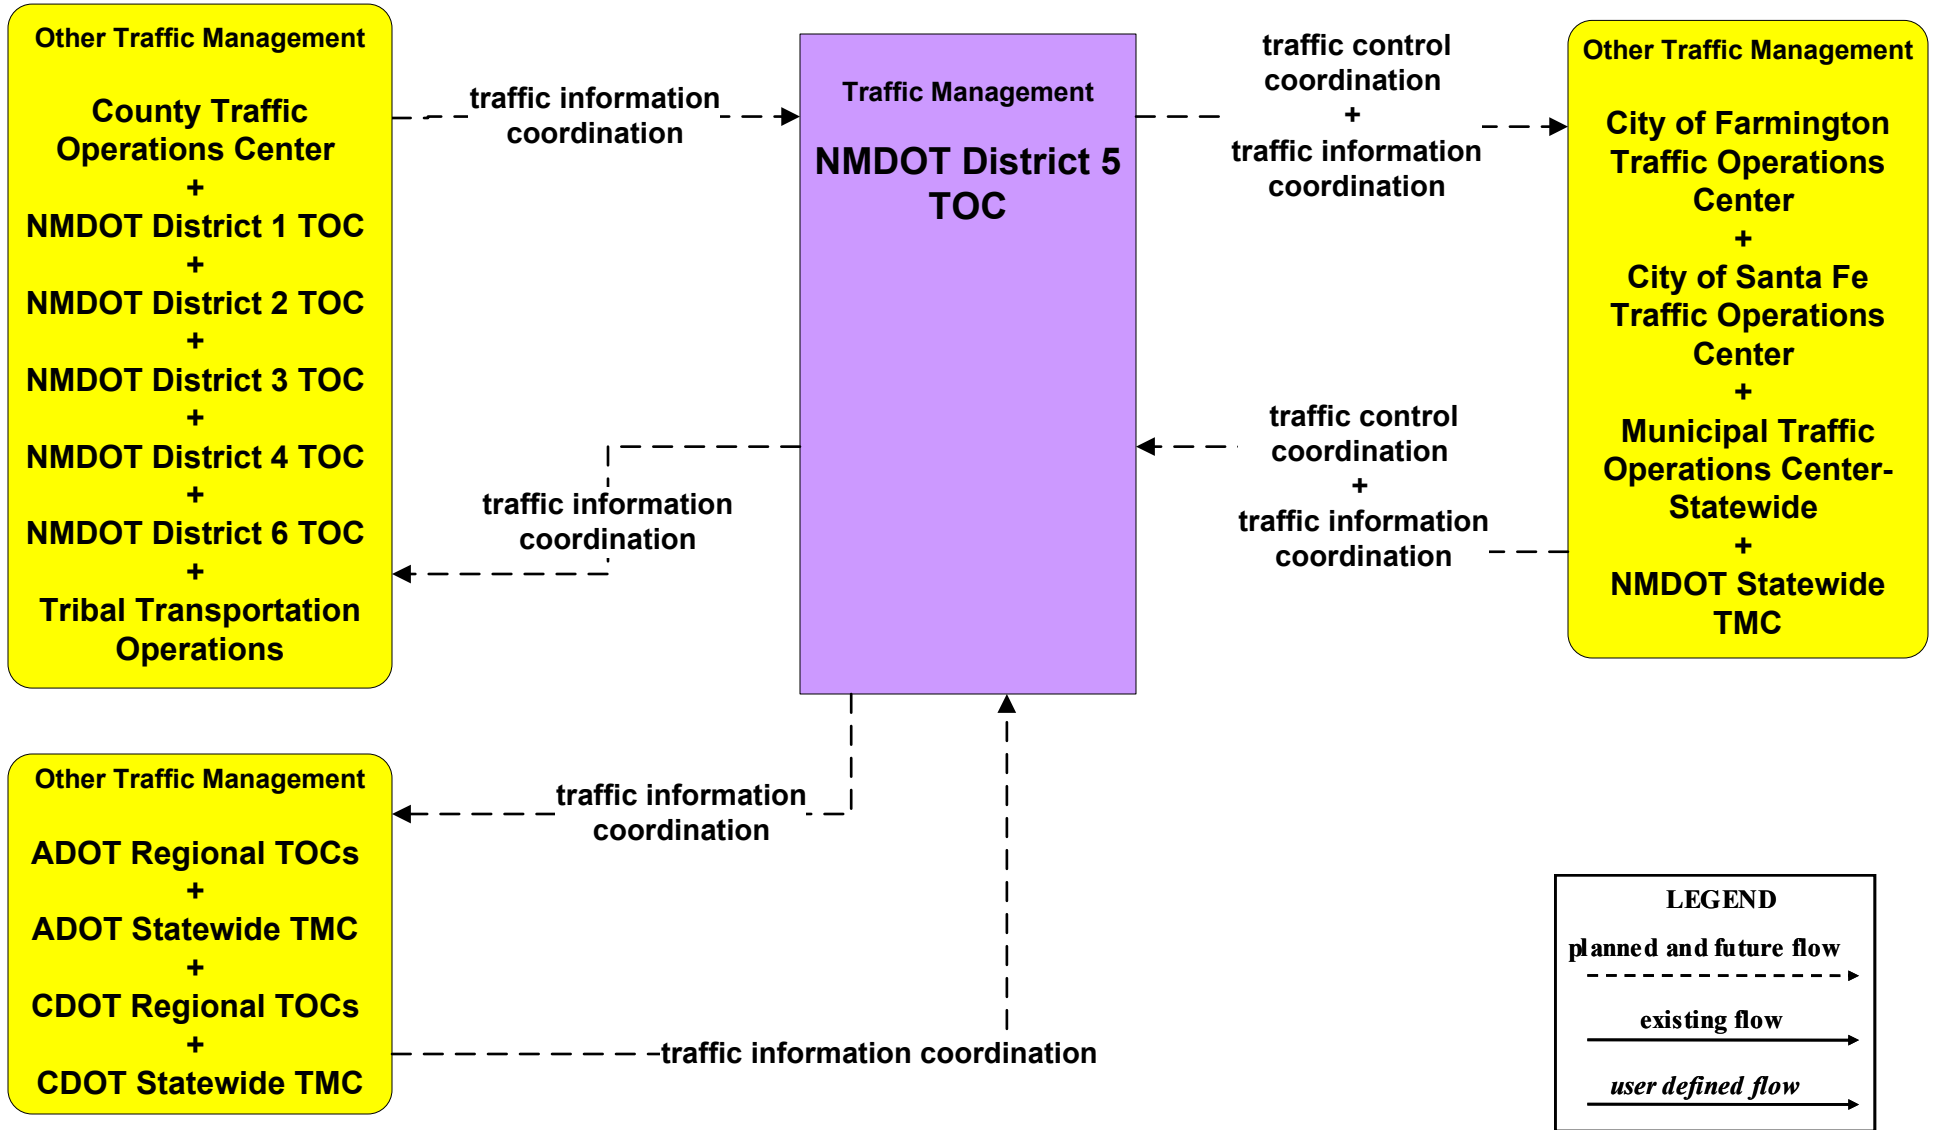 Other Traffic Management
County Traffic
Operations Center
+
NMDOT District 1 TOC
+
NMDOT District 2 TOC
+
NMDOT District 3 TOC
+
NMDOT District 4 TOC
+
NMDOT District 6 TOC
+
Tribal Transportation
Operations
traffic information
coordination
traffic information
coordination
Traffic Management
NMDOT District 5
TOC
traffic control
coordination
+
traffic information
coordination
traffic control
coordination
+
traffic information
coordination
Other Traffic Management
City of Farmington
Traffic Operations
Center
+
City of Santa Fe
Traffic Operations
Center
+
Municipal Traffic
Operations Center-
Statewide
+
NMDOT Statewide
TMC
Other Traffic Management
ADOT Regional TOCs
+
ADOT Statewide TMC
+
CDOT Regional TOCs
+
CDOT Statewide TMC
traffic information
coordination
traffic information coordination
LEGEND
planned and future flow
existing flow
user defined flow